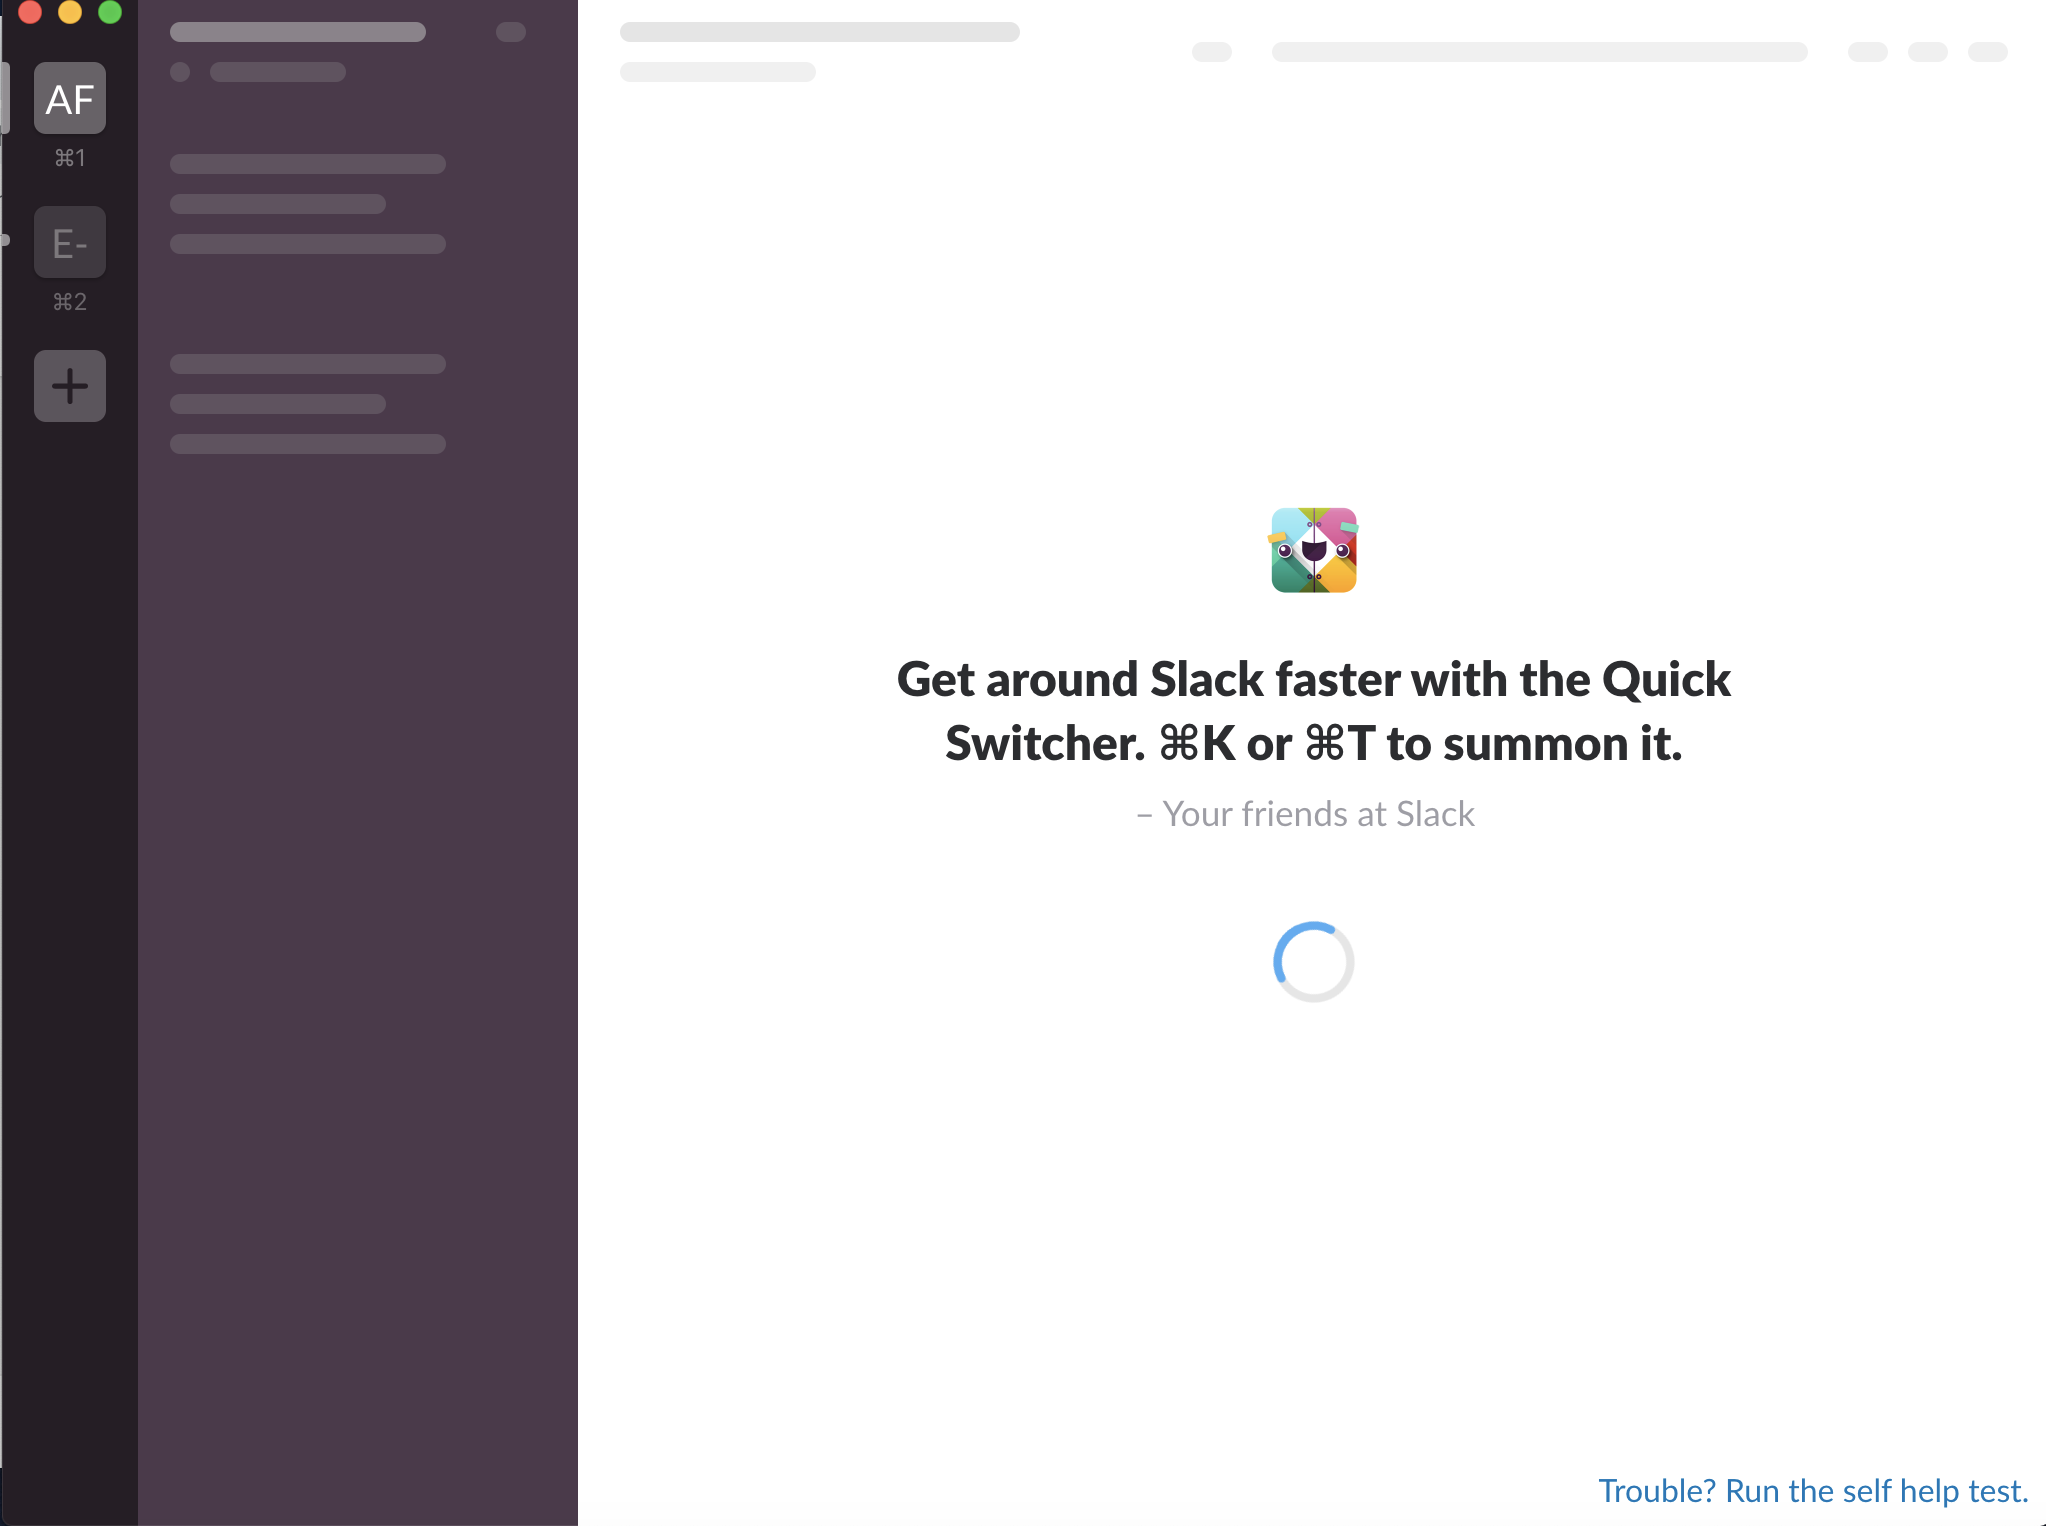 AF
⌘1
E-
⌘2
Get around Slack faster with the Quick
Switcher. ⌘K or ⌘T to summon it.
– Your friends at Slack
Trouble? Run the self help test.